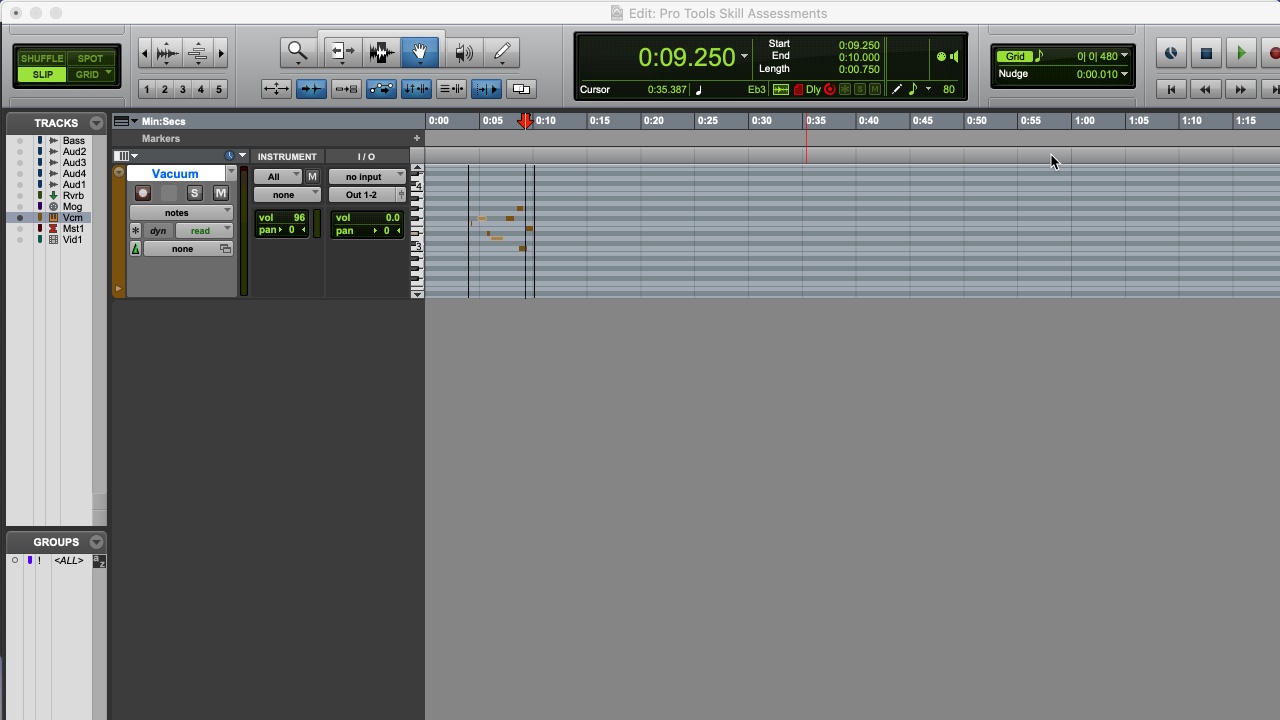 Edit: Pro Tools Skill Assessments
SHUFFLE SPOT
SLIP GRID
1 2 3 4 5
0:09.250
Start 0:09.250
End 0:10.000
Length 0:00.750
Cursor 0:35.387 Eb3 Dly S M 80
Grid 0| 0| 480
Nudge 0:00.010
TRACKS
Bass
Aud2
Aud3
Aud4
Aud1
Rvrb
Mog
Vcm
Mst1
Vid1
GROUPS
! <ALL> a z
Min:Secs 0:00 0:05 0:10 0:15 0:20 0:25 0:30 0:35 0:40 0:45 0:50 0:55 1:00 1:05 1:10 1:15
Markers +
INSTRUMENT I / O
Vacuum
S M
notes
* dyn read
none
All M no input
none Out 1-2
vol 96 vol 0.0
pan 0 pan 0
4
3